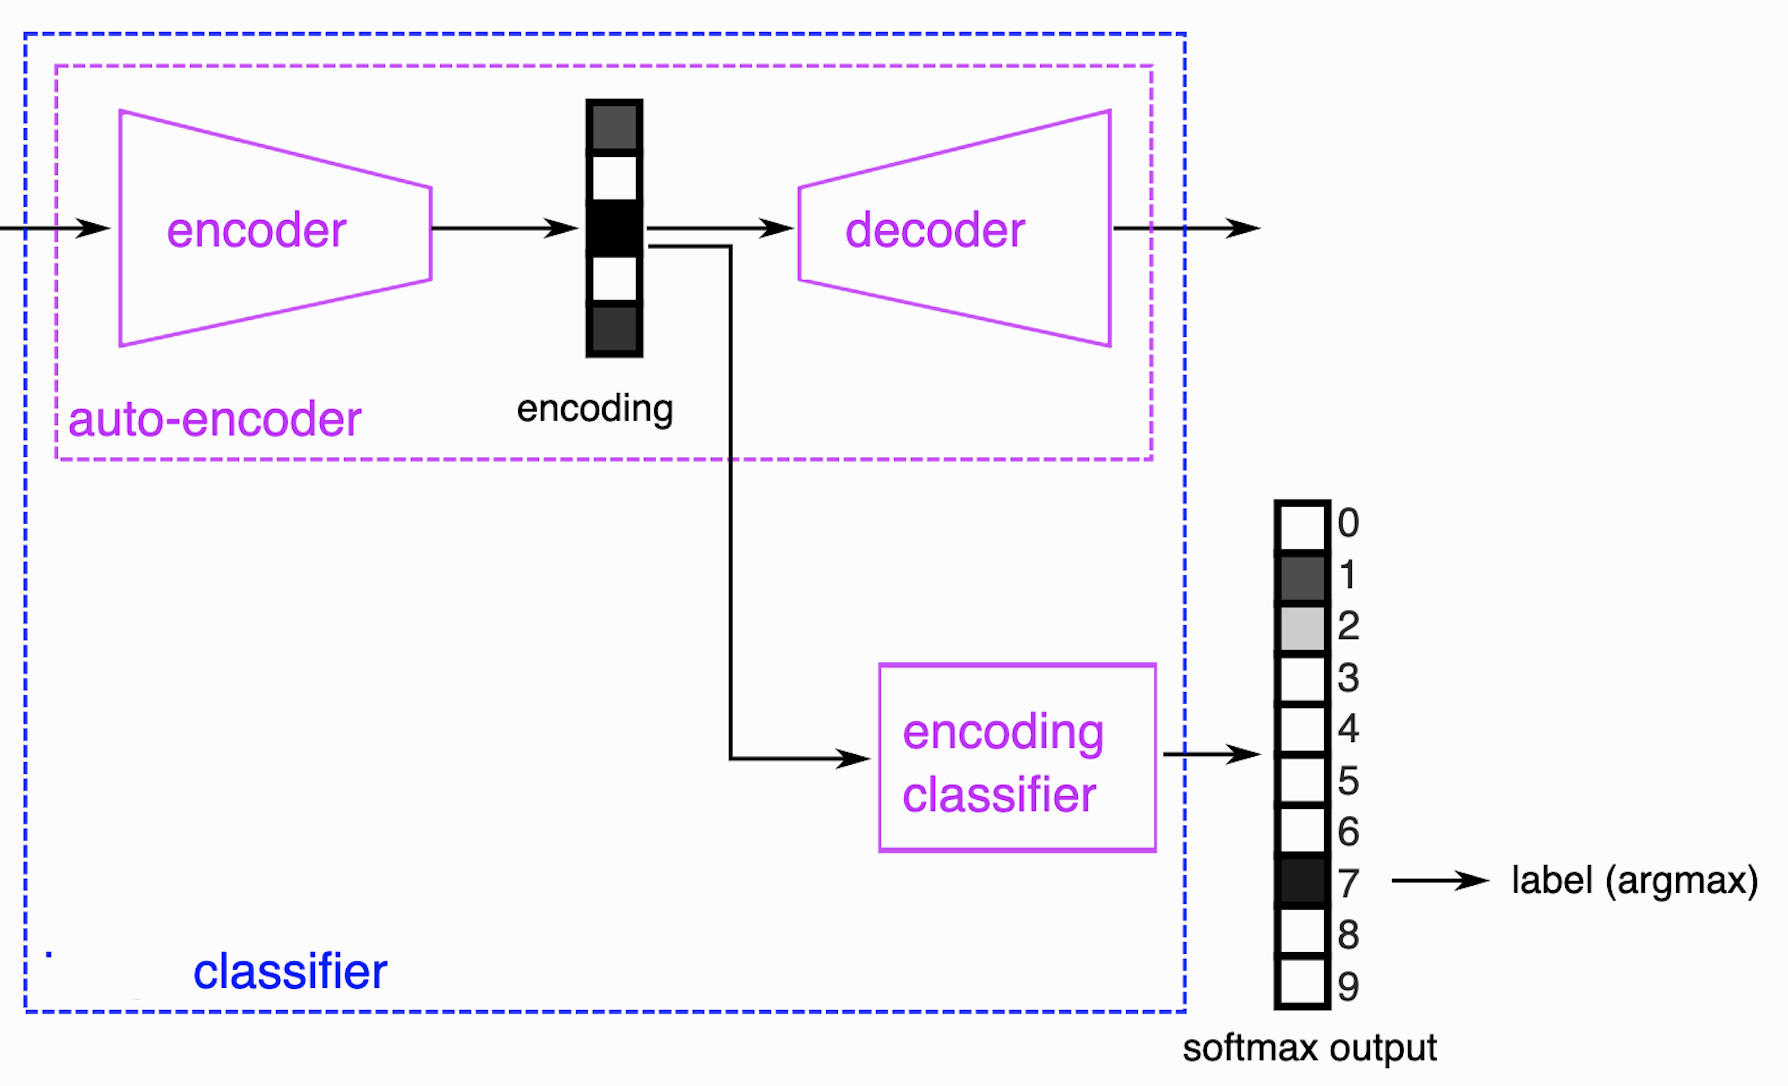 encoder
decoder
auto-encoder
encoding
0
1
2
3
4
5
6
7
8
9
encoding
classifier
label (argmax)
classifier
softmax output